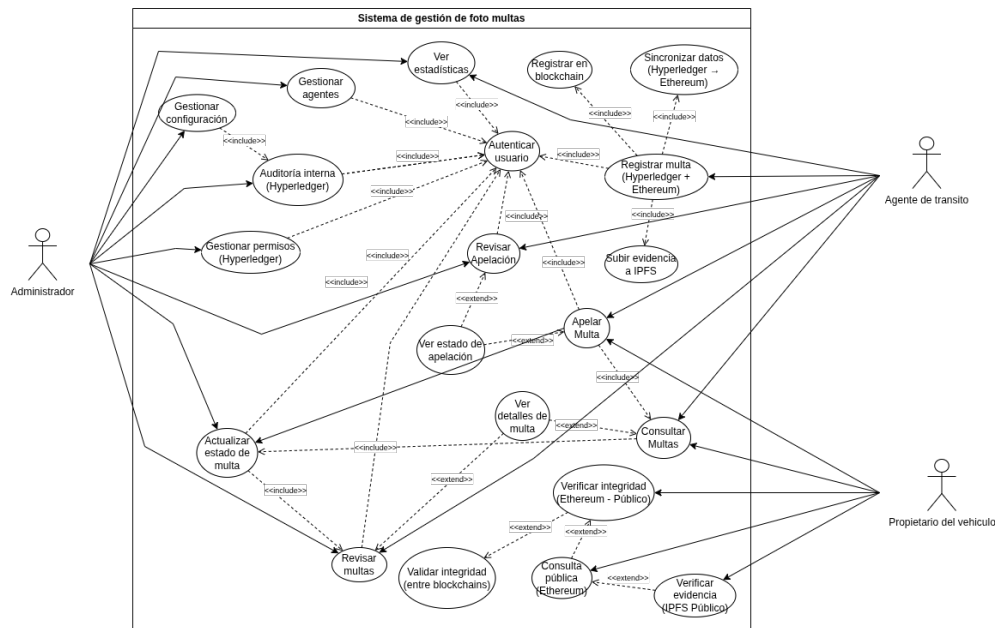 Sistema de gestión de foto multas
Ver
estadísticas
Registrar en
blockchain
Sincronizar datos
(Hyperledger →
Ethereum)
Gestionar
agentes
Gestionar
configuración
<<include>>
<<include>>
<<include>>
<<include>>
<<include>>
Autenticar
usuario
<<include>>
<<include>>
Auditoría interna
(Hyperledger)
<<include>>
Registrar multa
(Hyperledger +
Ethereum)
Agente de transito
<<include>>
<<include>>
Gestionar permisos
(Hyperledger)
Revisar
Apelación
Subir evidencia
a IPFS
<<include>>
<<include>>
Administrador
<<extend>>
Apelar
Multa
Ver estado de
apelación
<<extend>>
<<include>>
Ver
detalles de
multa
<<extend>>
Consultar
Multas
Actualizar
estado de
multa
<<include>>
<<extend>>
<<include>>
Verificar integridad
(Ethereum - Público)
<<extend>>
<<extend>>
Propietario del vehiculo
Revisar
multas
Validar integridad
(entre blockchains)
Consulta
pública
(Ethereum)
<<extend>>
Verificar
evidencia
(IPFS Público)